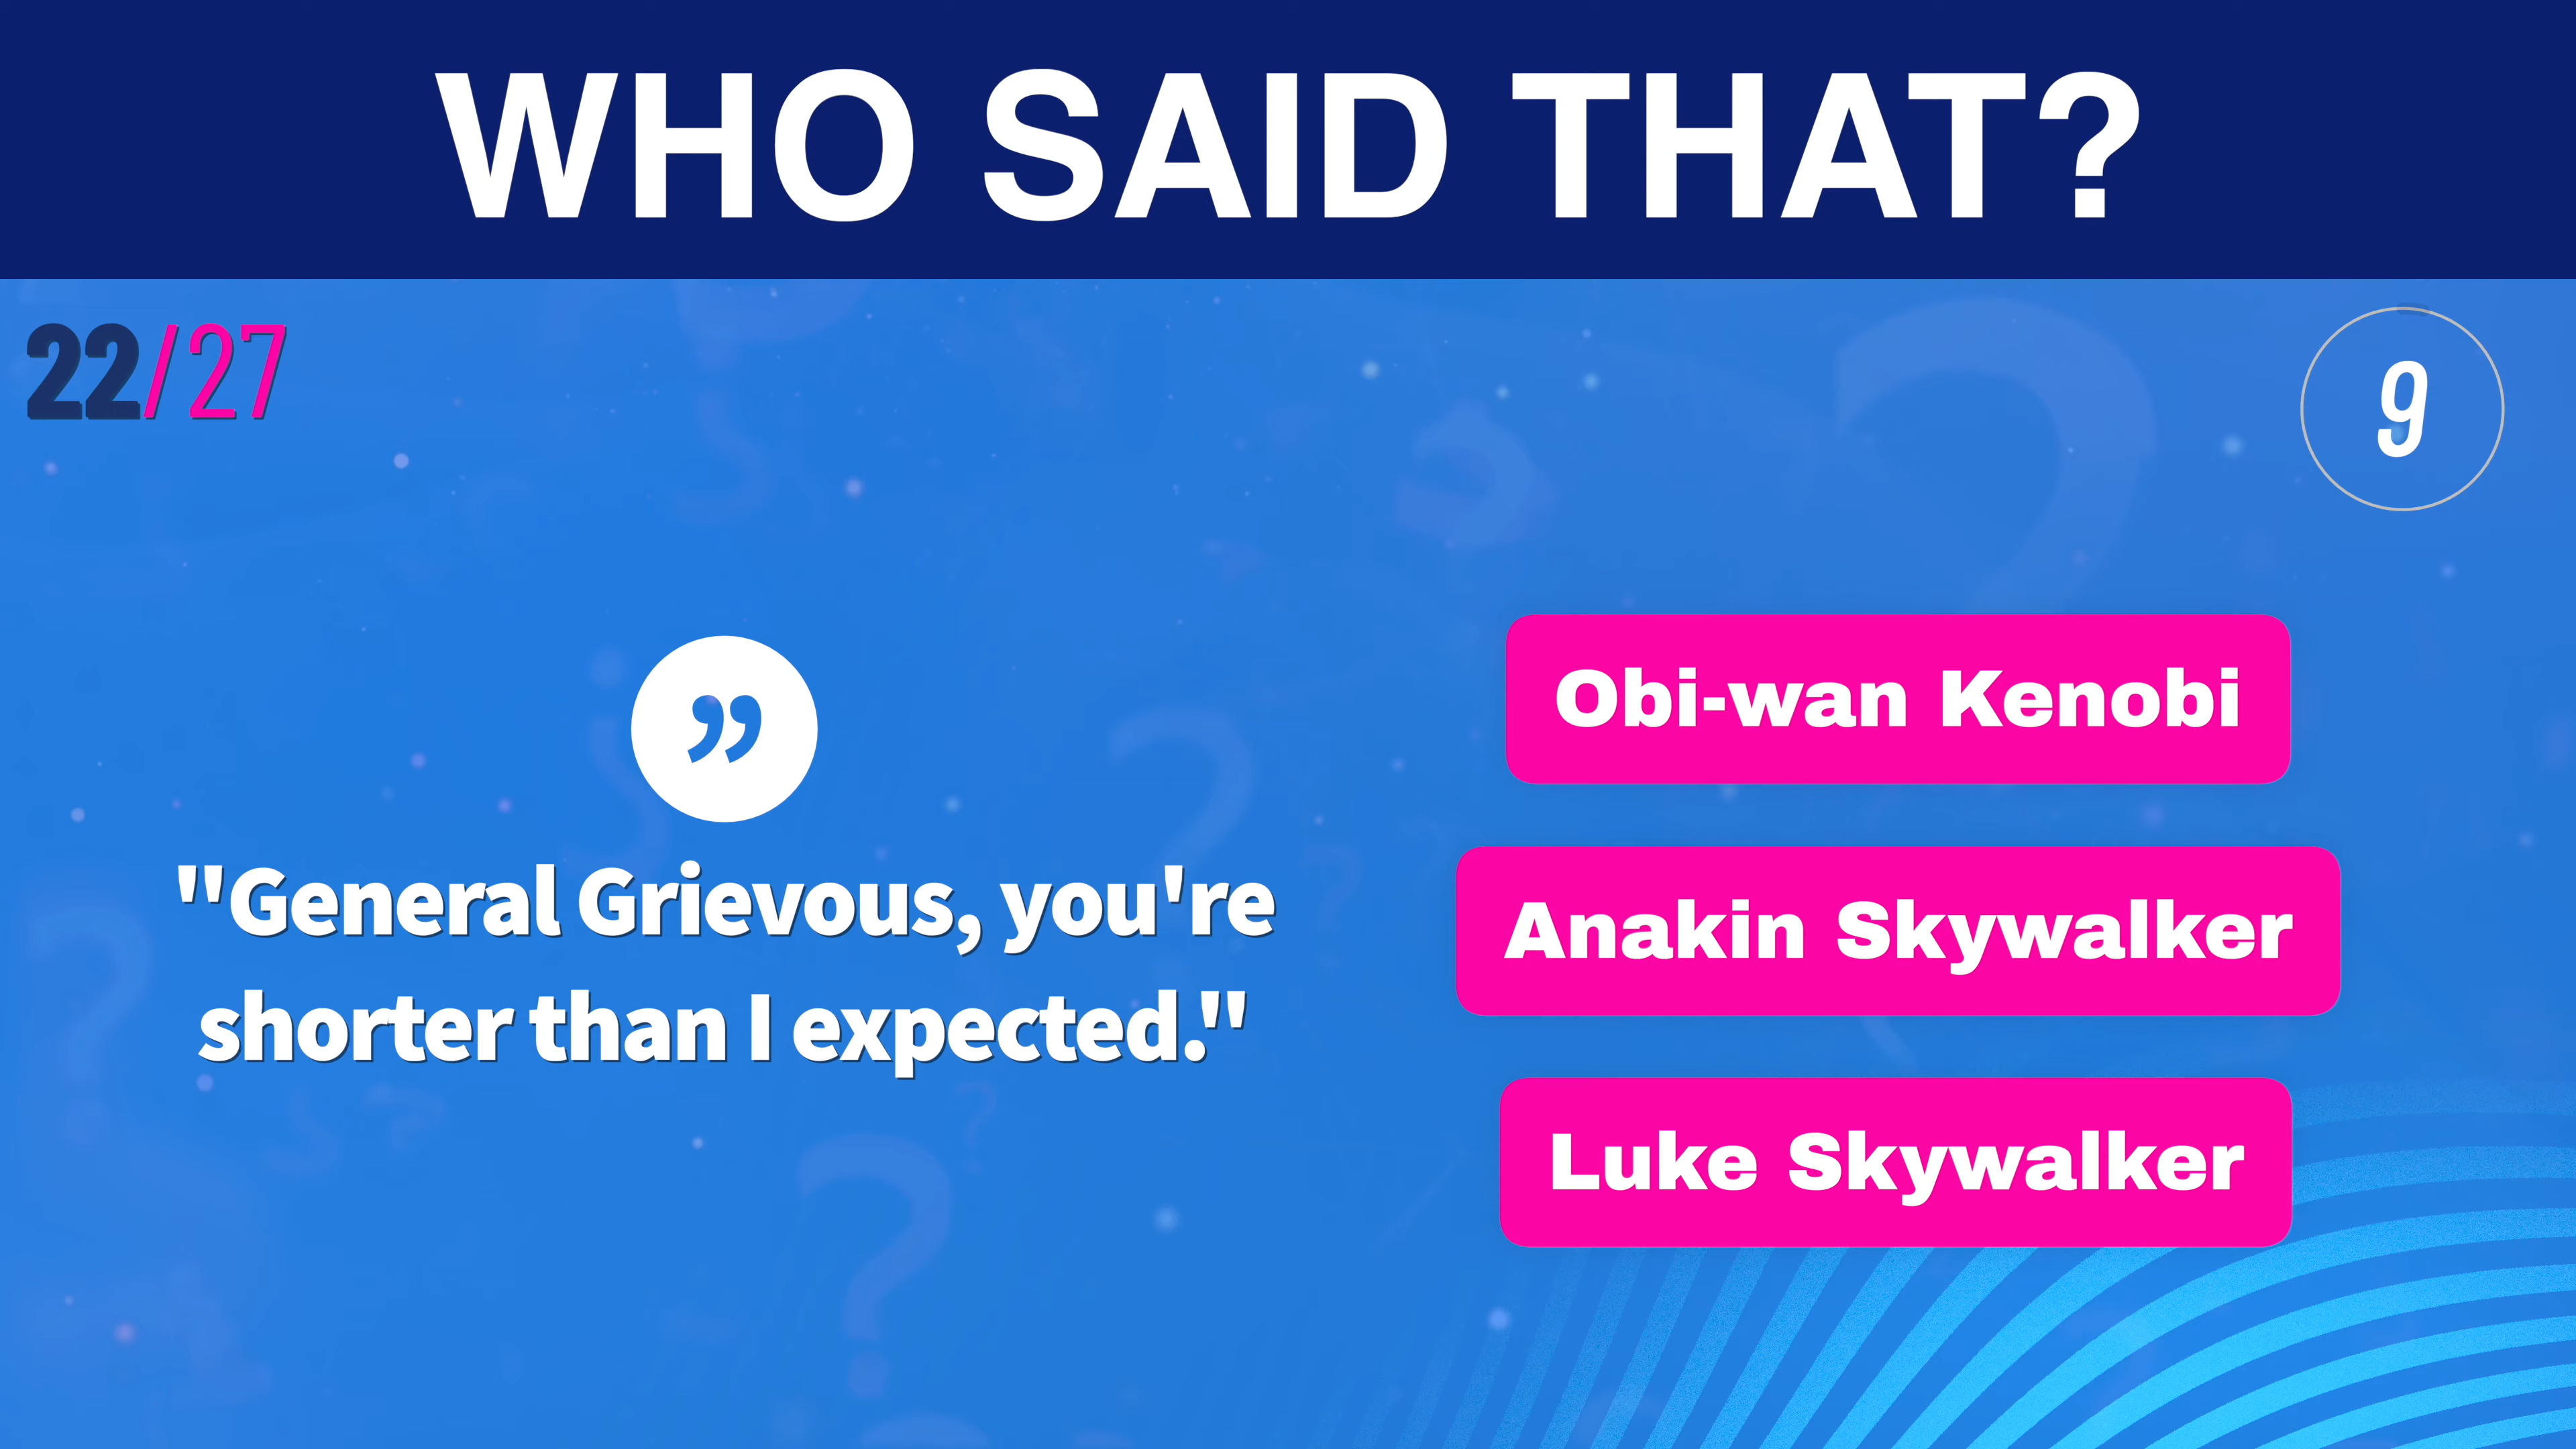 WHO SAID THAT?
22/27
9
"General Grievous, you're
shorter than I expected."
Obi-wan Kenobi
Anakin Skywalker
Luke Skywalker